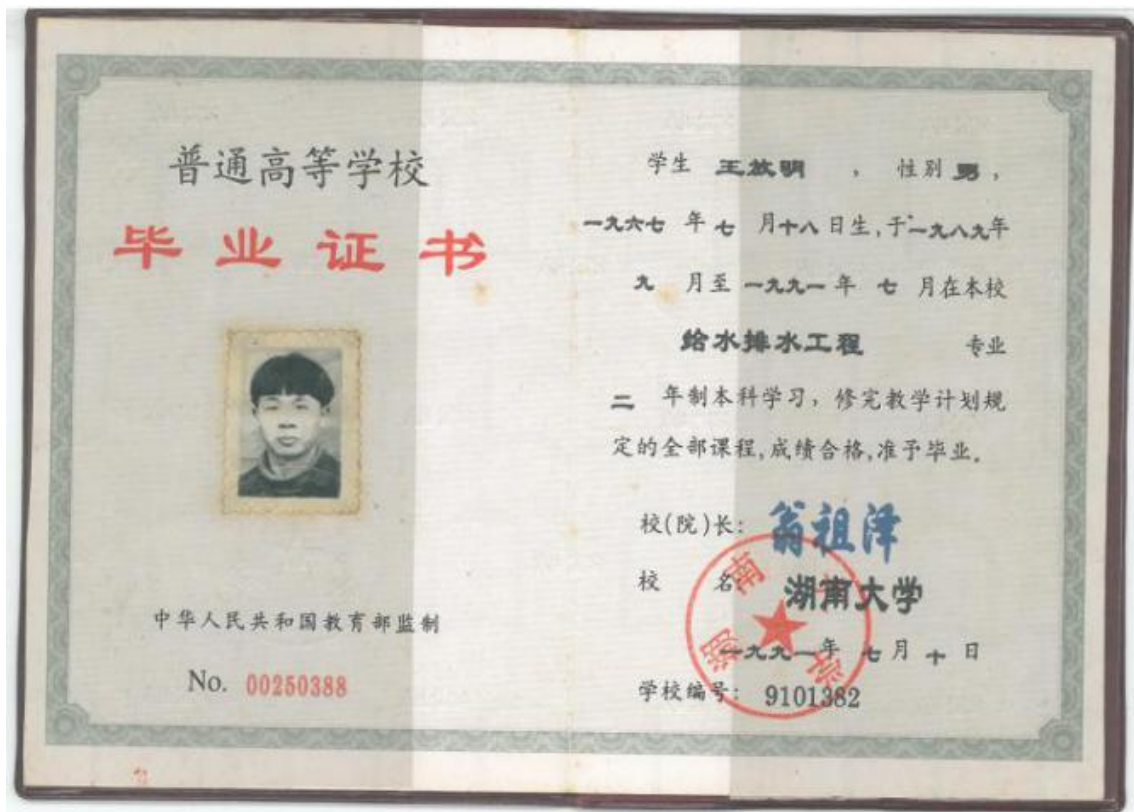 普通高等学校
毕业证书
中华人民共和国教育部监制
No. 00250388
学生 王放明 ， 性别 男，
一九六七 年 七 月十八日生，于一九八九年
九 月至 一九九一年 七 月在本校
给水排水工程 专业
二 年制本科学习，修完教学计划规
定的全部课程，成绩合格，准予毕业。
校(院)长： 翁祖泽
校 名： 湖南大学
一九九一年 七月 十 日
学校编号： 9101382
湖南大学